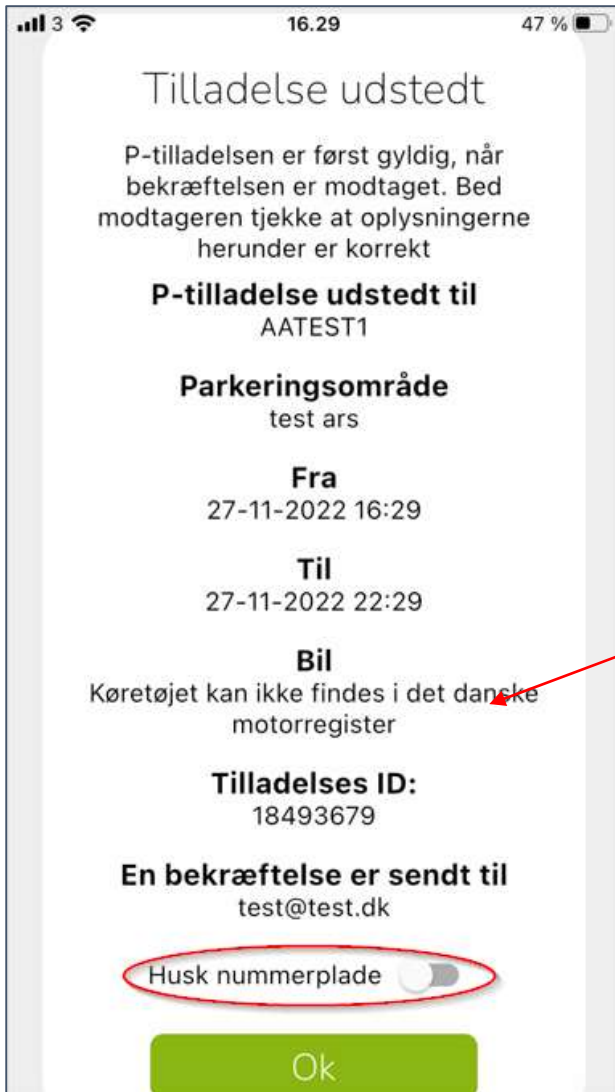 3 16.29 47 %
Tilladelse udstedt
P-tilladelsen er først gyldig, når
bekræftelsen er modtaget. Bed
modtageren tjekke at oplysningerne
herunder er korrekt
P-tilladelse udstedt til
AATEST1
Parkeringsområde
test ars
Fra
27-11-2022 16:29
Til
27-11-2022 22:29
Bil
Køretøjet kan ikke findes i det danske
motorregister
Tilladelses ID:
18493679
En bekræftelse er sendt til
test@test.dk
Husk nummerplade
Ok